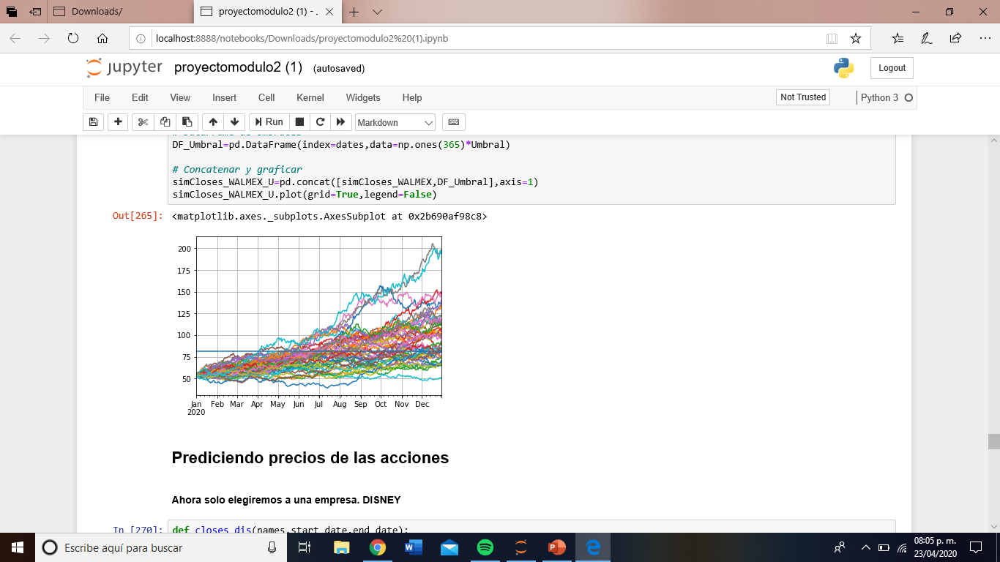 Downloads/
proyectomodulo2 (1) - .
localhost:8888/notebooks/Downloads/proyectomodulo2%20(1).ipynb
jupyter proyectomodulo2 (1) (autosaved)
Logout
File Edit View Insert Cell Kernel Widgets Help
Not Trusted
Python 3
Run
Markdown
DF_Umbral=pd.DataFrame(index=dates,data=np.ones(365)*Umbral)
# Concatenar y graficar
simCloses_WALMEX_U=pd.concat([simCloses_WALMEX,DF_Umbral],axis=1)
simCloses_WALMEX_U.plot(grid=True,legend=False)
Out[265]: <matplotlib.axes._subplots.AxesSubplot at 0x2b690af98c8>
200
175
150
125
100
75
50
Jan Feb Mar Apr May Jun Jul Aug Sep Oct Nov Dec
2020
Prediciendo precios de las acciones
Ahora solo elegiremos a una empresa. DISNEY
In [270]: def closes_dis(names,start_date,end_date):
Escribe aquí para buscar
08:05 p. m.
23/04/2020